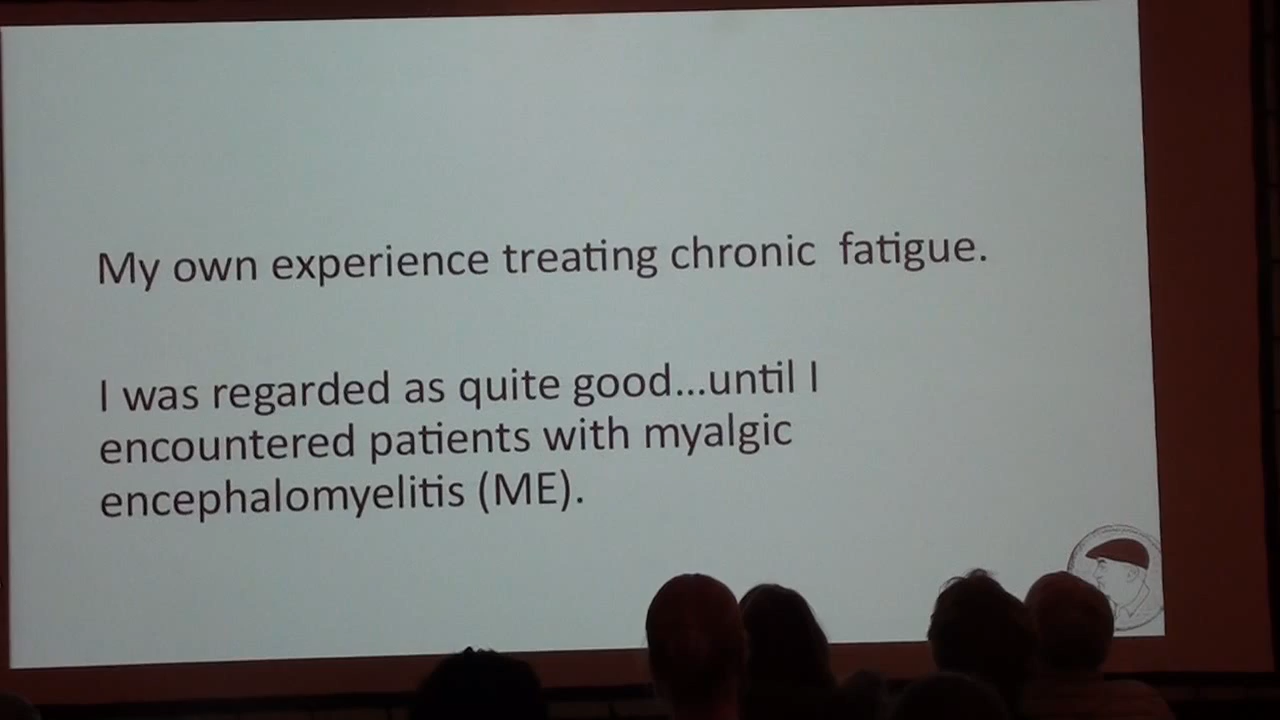 My own experience treating chronic  fatigue.
I was regarded as quite good...until I
encountered patients with myalgic
encephalomyelitis (ME).